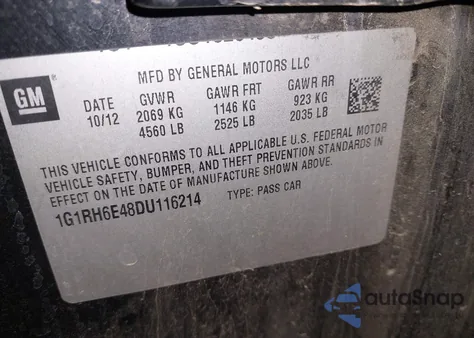 MFD BY GENERAL MOTORS LLC
GM
DATE GVWR GAWR FRT GAWR RR
10/12 2069 KG 1146 KG 923 KG
4560 LB 2525 LB 2035 LB
THIS VEHICLE CONFORMS TO ALL APPLICABLE U.S. FEDERAL MOTOR
VEHICLE SAFETY, BUMPER, AND THEFT PREVENTION STANDARDS IN
EFFECT ON THE DATE OF MANUFACTURE SHOWN ABOVE.
1G1RH6E48DU116214 TYPE: PASS CAR
autaSnap